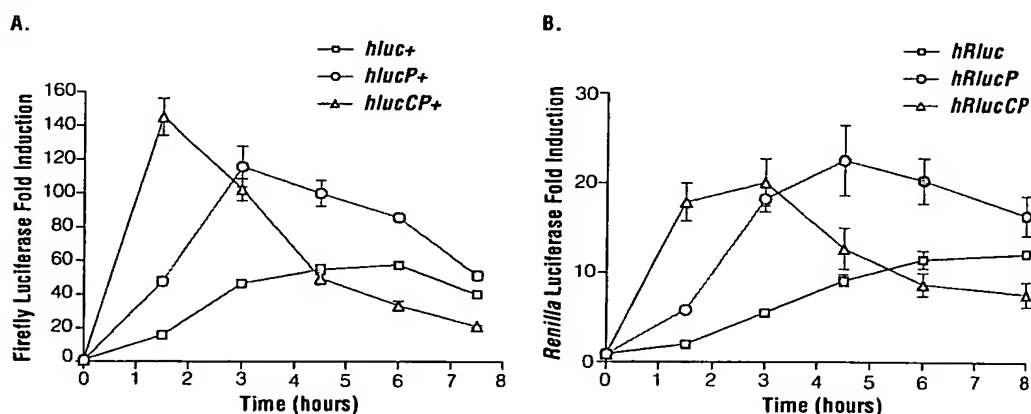 A.
hluc+
hlucP+
hlucCP+
Firefly Luciferase Fold Induction
160
140
120
100
80
60
40
20
0
0 1 2 3 4 5 6 7 8
Time (hours)
B.
hRluc
hRlucP
hRlucCP
Renilla Luciferase Fold Induction
30
20
10
0
0 1 2 3 4 5 6 7 8
Time (hours)